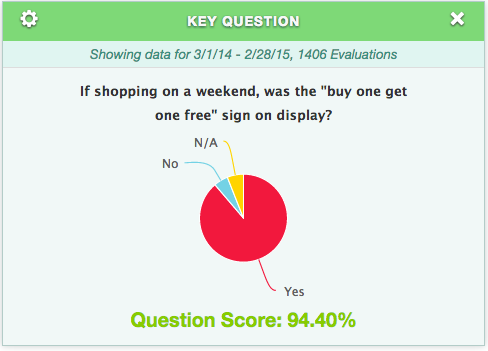 KEY QUESTION
Showing data for 3/1/14 - 2/28/15, 1406 Evaluations
If shopping on a weekend, was the "buy one get
one free" sign on display?
N/A
No
Yes
Question Score: 94.40%